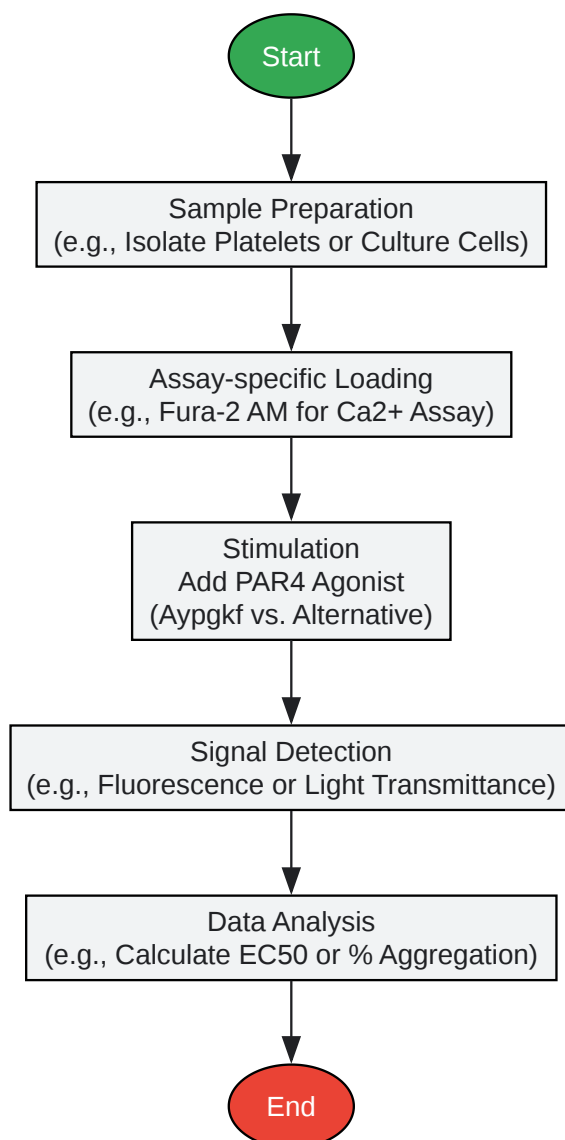 Start
Sample Preparation
(e.g., Isolate Platelets or Culture Cells)
Assay-specific Loading
(e.g., Fura-2 AM for Ca2+ Assay)
Stimulation
Add PAR4 Agonist
(Aypgkf vs. Alternative)
Signal Detection
(e.g., Fluorescence or Light Transmittance)
Data Analysis
(e.g., Calculate EC50 or % Aggregation)
End